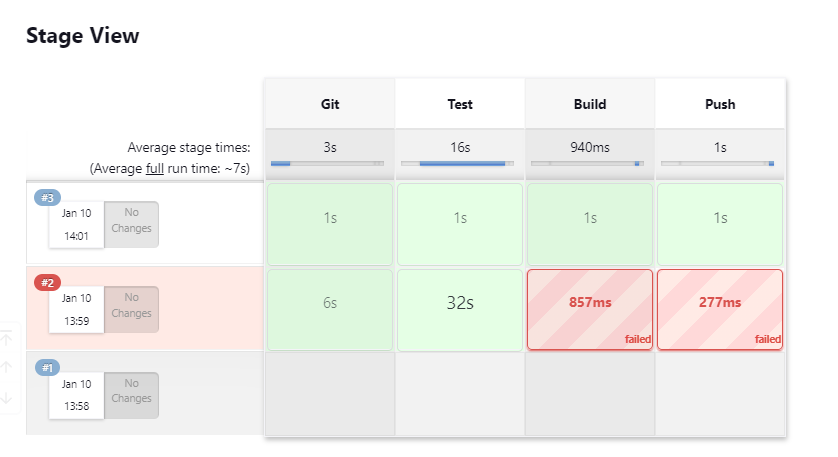 Stage View
Git Test Build Push
Average stage times: 3s 16s 940ms 1s
(Average full run time: ~7s)
#3
Jan 10 No
14:01 Changes
1s 1s 1s 1s
#2
Jan 10 No
13:59 Changes
6s 32s 857ms 277ms
failed failed
#1
Jan 10 No
13:58 Changes